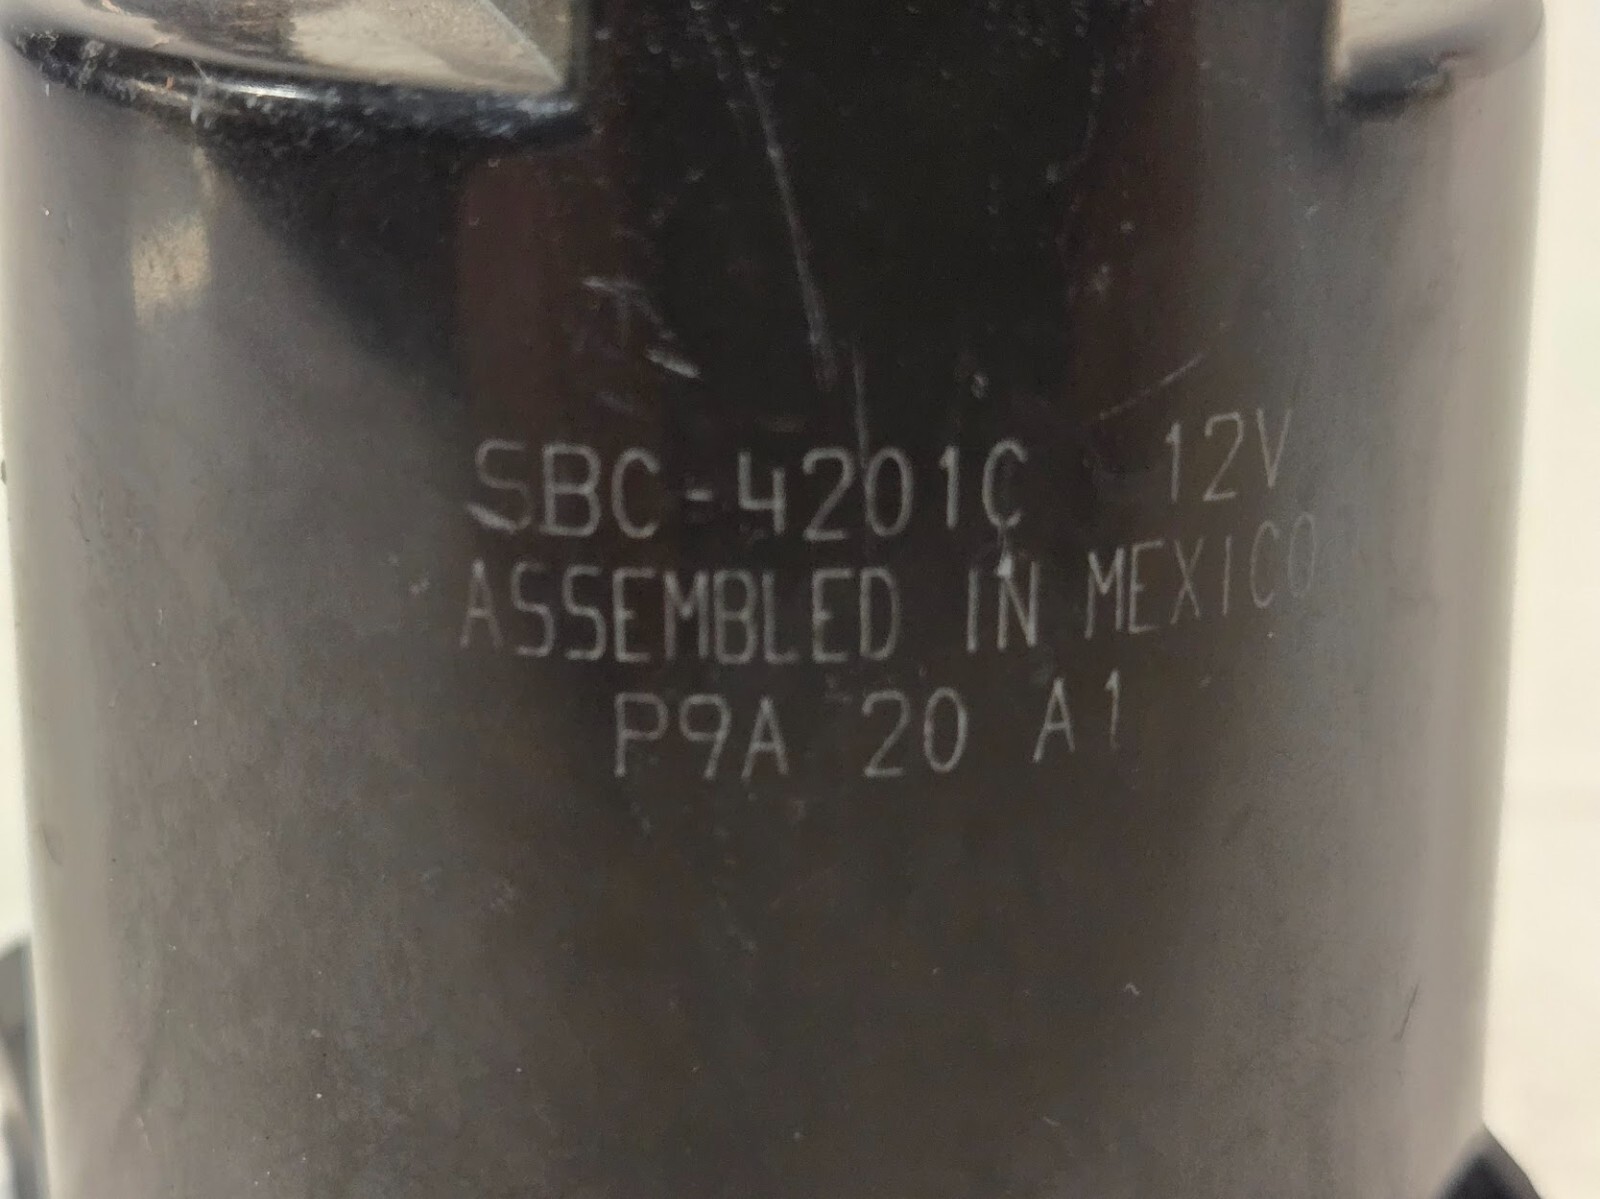 SBC-4201C 12V
ASSEMBLED IN MEXICO
P9A 20 A1